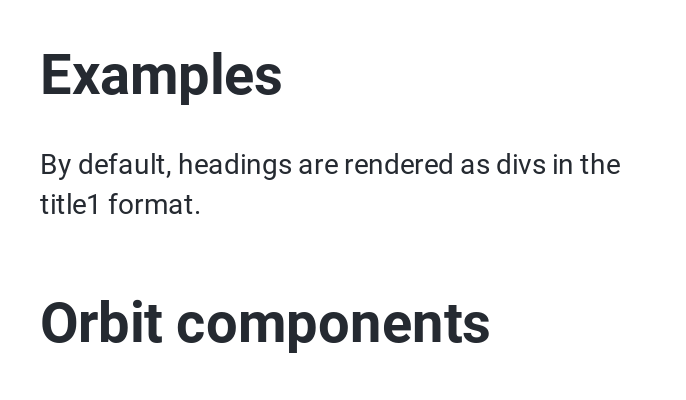 Examples
By default, headings are rendered as divs in the
title1 format.
Orbit components